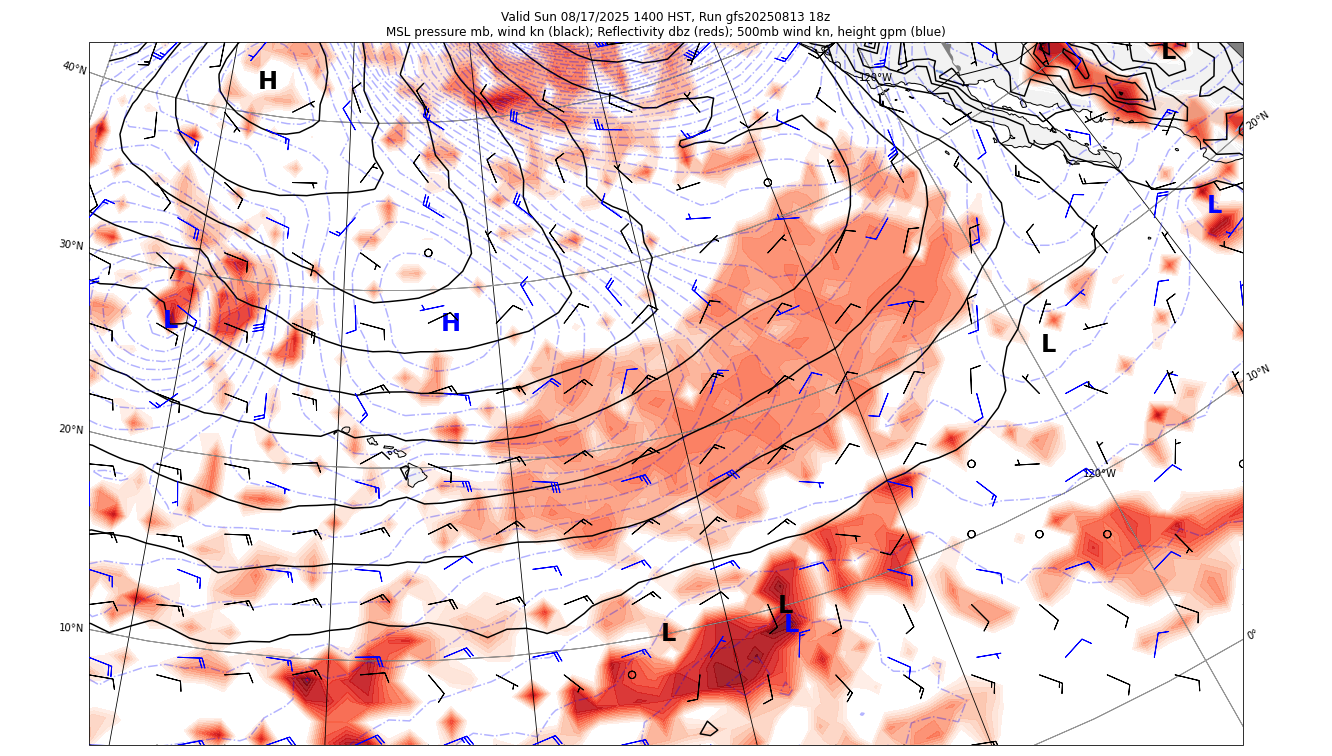 Valid Sun 08/17/2025 1400 HST, Run gfs20250813 18z
MSL pressure mb, wind kn (black); Reflectivity dbz (reds); 500mb wind kn, height gpm (blue)
L
40°N
H
120°W
20°N
L
30°N
L
H
L
10°N
20°N
120°W
L
10°N
L
L
0°